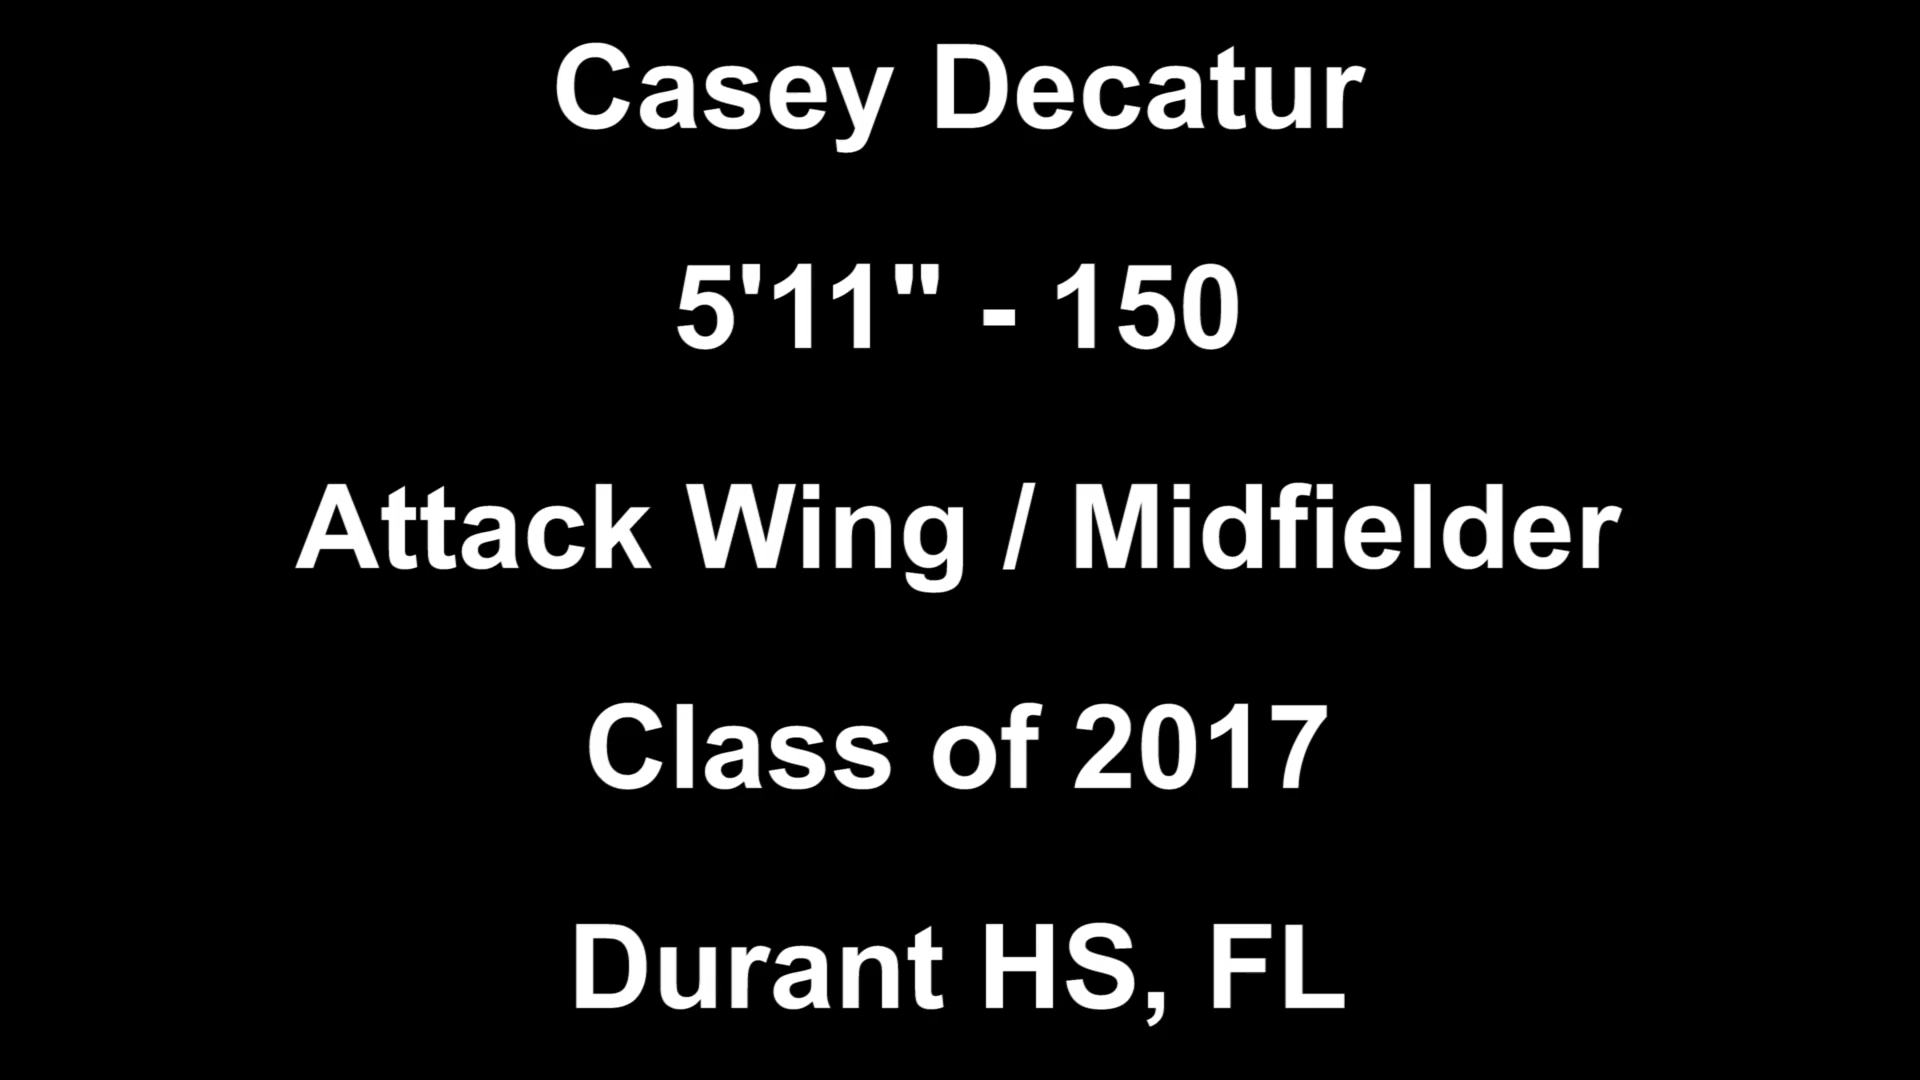 Casey Decatur
5'11" - 150
Attack Wing / Midfielder
Class of 2017
Durant HS, FL